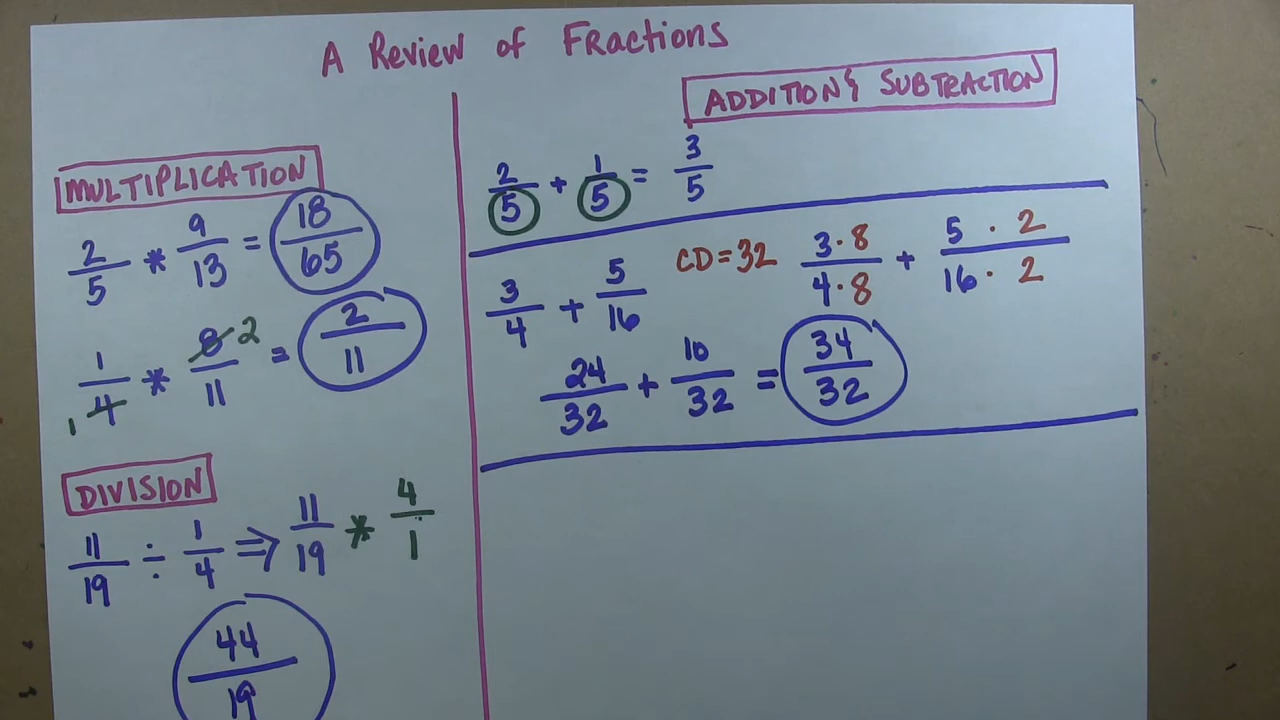 A Review of Fractions
MULTIPLICATION
2/5 * 9/13 = 18/65
1/4 1 * 8/11 2 = 2/11
DIVISION
11/19 ÷ 1/4 ⇒ 11/19 * 4/1
44/19
ADDITION & SUBTRACTION
2/5 + 1/5 = 3/5
3/4 + 5/16 CD=32 3·8/4·8 + 5·2/16·2
24/32 + 10/32 = 34/32